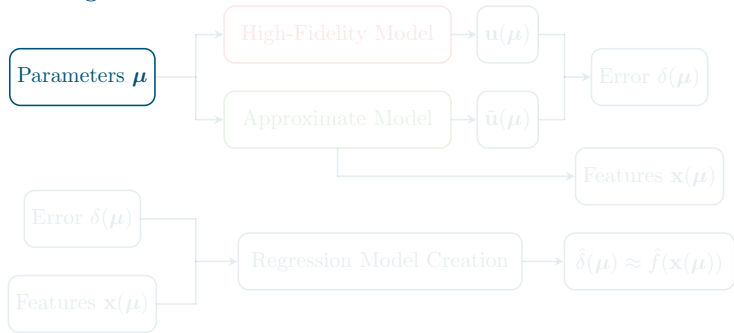 High-Fidelity Model
u(μ)
Parameters μ
Error δ(μ)
Approximate Model
ũ(μ)
Features x(μ)
Error δ(μ)
Regression Model Creation
δ̂(μ) ≈ f̂(x(μ))
Features x(μ)